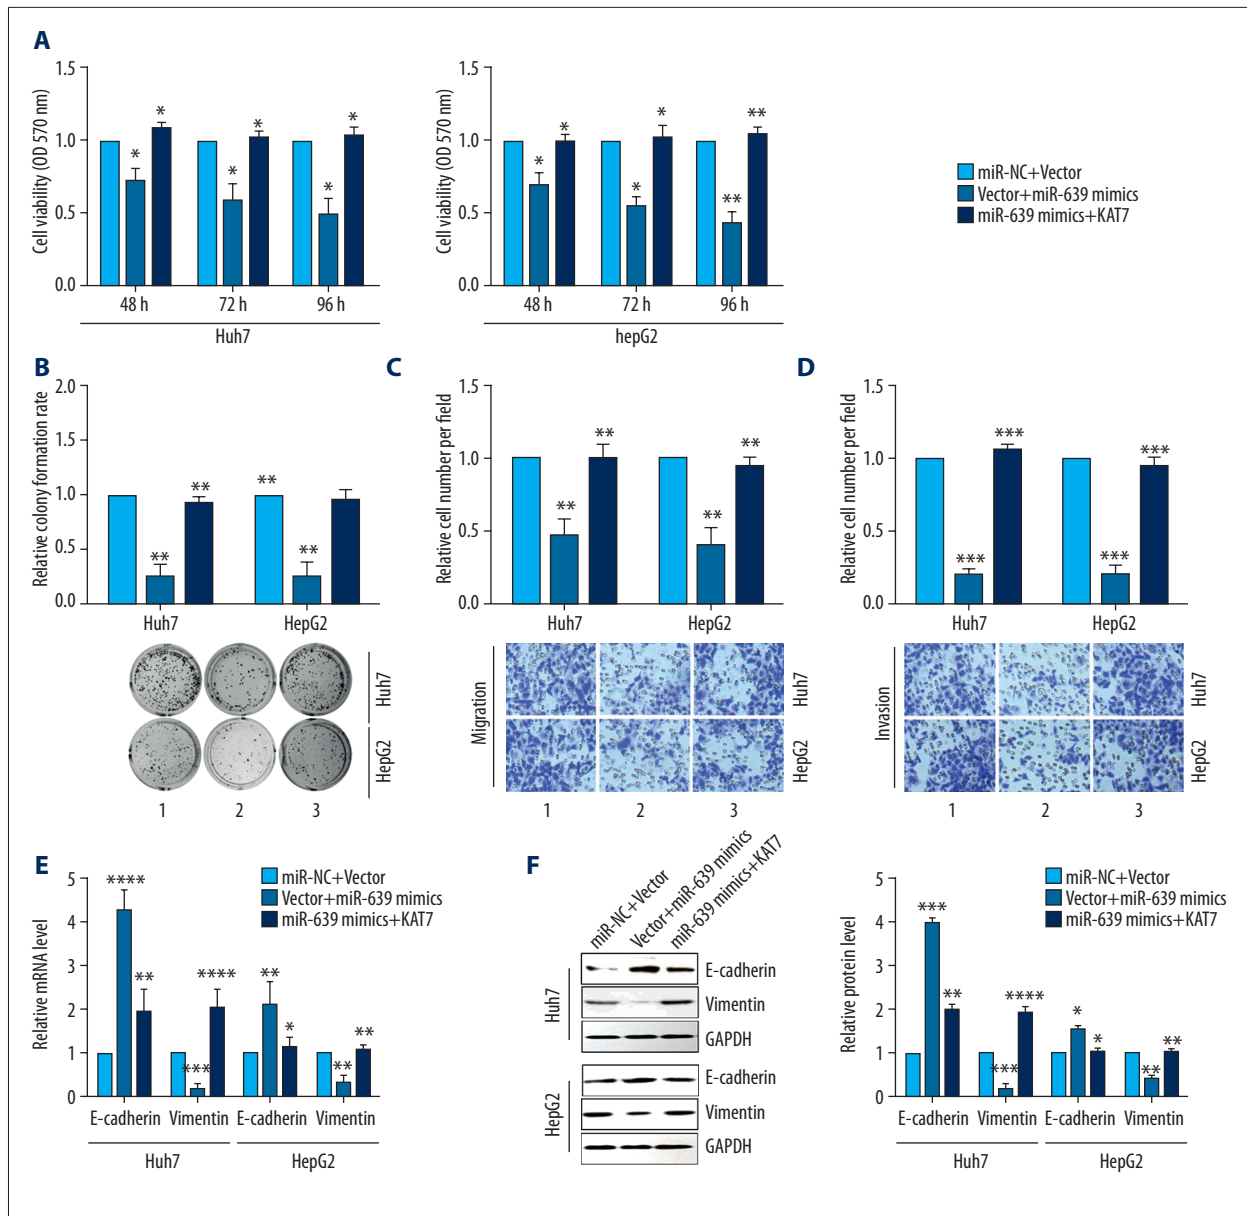 A
Cell viability (OD 570 nm)
1.5
1.0
0.5
0.0
* * * * * *
48 h 72 h 96 h
Huh7
Cell viability (OD 570 nm)
1.5
1.0
0.5
0.0
* * * * ** **
48 h 72 h 96 h
hepG2
miR-NC+Vector
Vector+miR-639 mimics
miR-639 mimics+KAT7
B
Relative colony formation rate
2.0
1.5
1.0
0.5
0.0
** ** ** **
Huh7 HepG2
Huh7
HepG2
1 2 3
C
Relative cell number per field
1.5
1.0
0.5
0.0
** ** ** **
Huh7 HepG2
Migration
Huh7
HepG2
1 2 3
D
Relative cell number per field
1.5
1.0
0.5
0.0
*** *** *** ***
Huh7 HepG2
Invasion
Huh7
HepG2
1 2 3
E
miR-NC+Vector
Vector+miR-639 mimics
miR-639 mimics+KAT7
Relative mRNA level
5
4
3
2
1
0
**** ** *** **** ** * ** **
E-cadherin Vimentin E-cadherin Vimentin
Huh7 HepG2
F
miR-NC+Vector
Vector+miR-639 mimics
miR-639 mimics+KAT7
Huh7
E-cadherin
Vimentin
GAPDH
HepG2
E-cadherin
Vimentin
GAPDH
miR-NC+Vector
Vector+miR-639 mimics
miR-639 mimics+KAT7
Relative protein level
5
4
3
2
1
0
*** ** *** **** * * ** **
E-cadherin Vimentin E-cadherin Vimentin
Huh7 HepG2